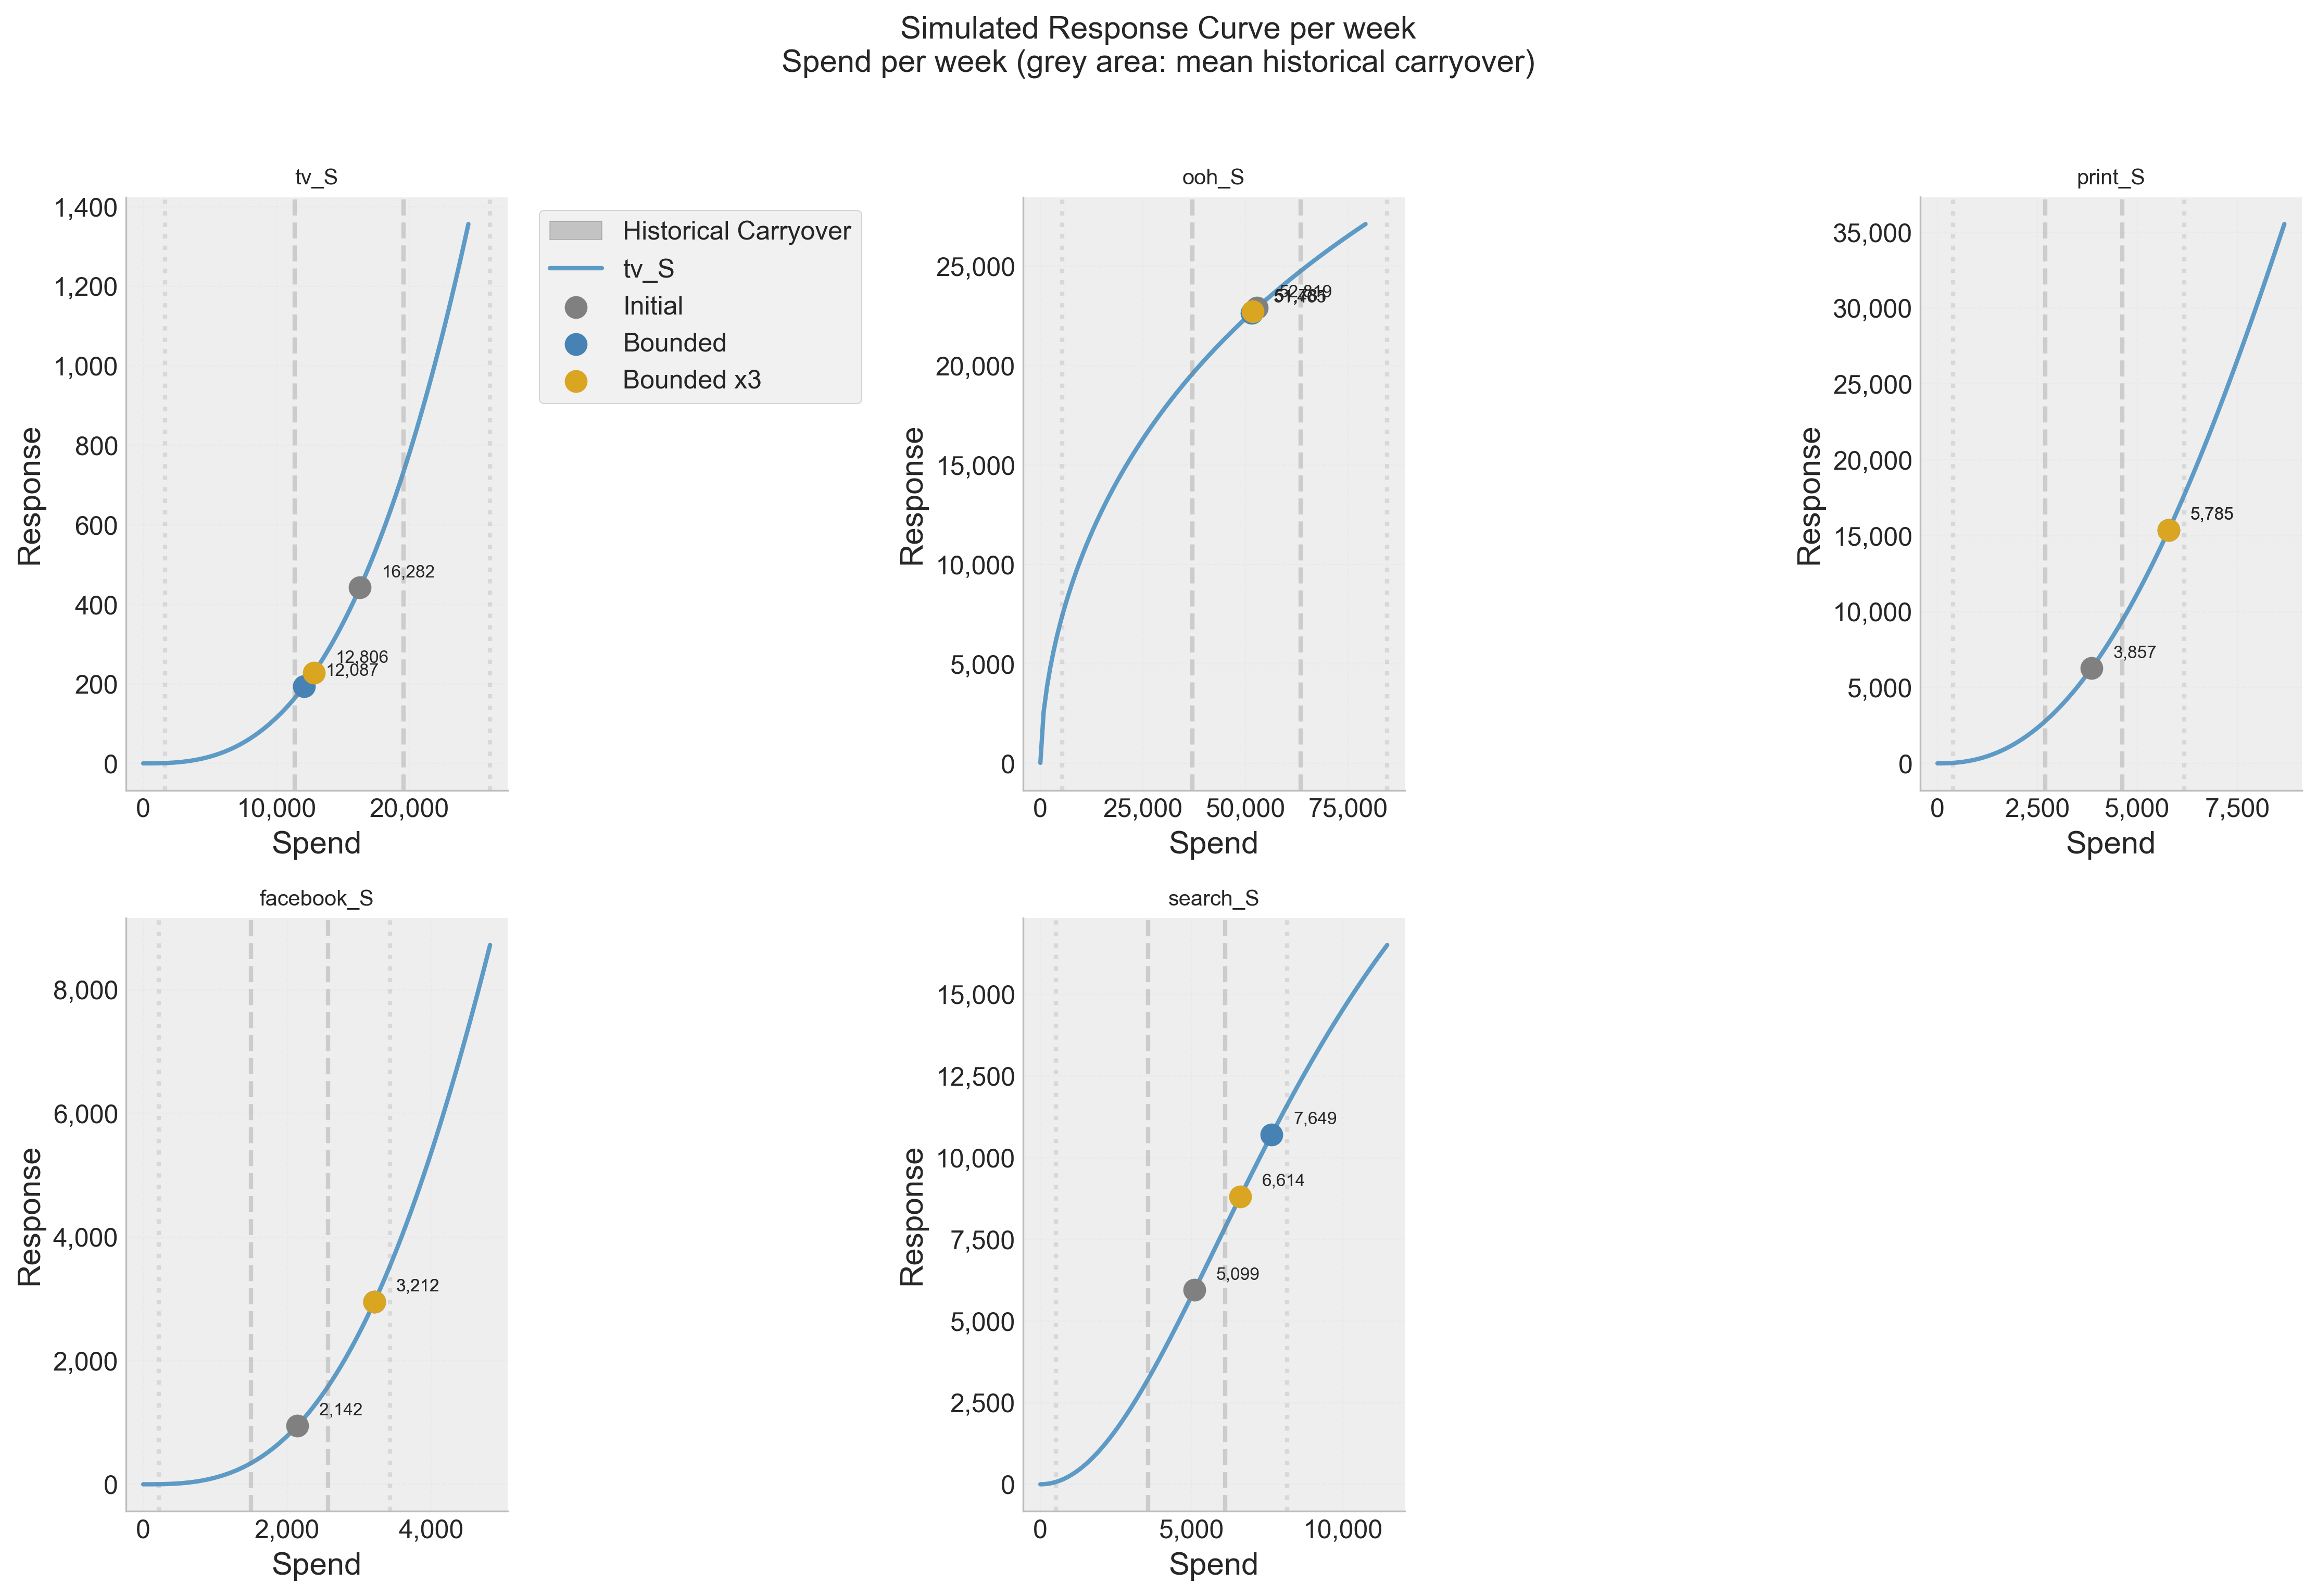 Simulated Response Curve per week
Spend per week (grey area: mean historical carryover)
tv_S
1,400
1,200
1,000
800
600
400
200
0
Response
16,282
12,806
12,087
0 10,000 20,000
Spend
Historical Carryover
tv_S
Initial
Bounded
Bounded x3
ooh_S
25,000
20,000
15,000
10,000
5,000
0
Response
52,819
0 25,000 50,000 75,000
Spend
print_S
35,000
30,000
25,000
20,000
15,000
10,000
5,000
0
Response
5,785
3,857
0 2,500 5,000 7,500
Spend
facebook_S
8,000
6,000
4,000
2,000
0
Response
3,212
2,142
0 2,000 4,000
Spend
search_S
15,000
12,500
10,000
7,500
5,000
2,500
0
Response
7,649
6,614
5,099
0 5,000 10,000
Spend